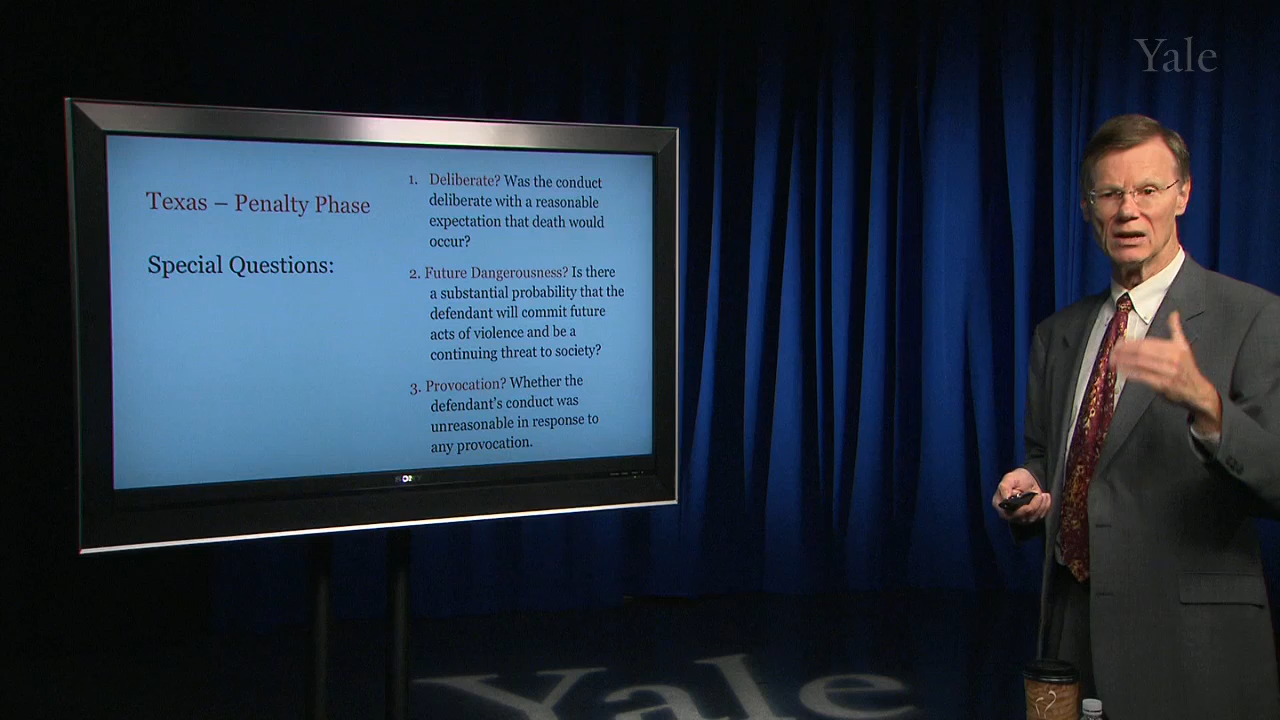 Yale
Texas – Penalty Phase
Special Questions:
1. Deliberate? Was the conduct
deliberate with a reasonable
expectation that death would
occur?
2. Future Dangerousness? Is there
a substantial probability that the
defendant will commit future
acts of violence and be a
continuing threat to society?
3. Provocation? Whether the
defendant's conduct was
unreasonable in response to
any provocation.
SONY
Yale